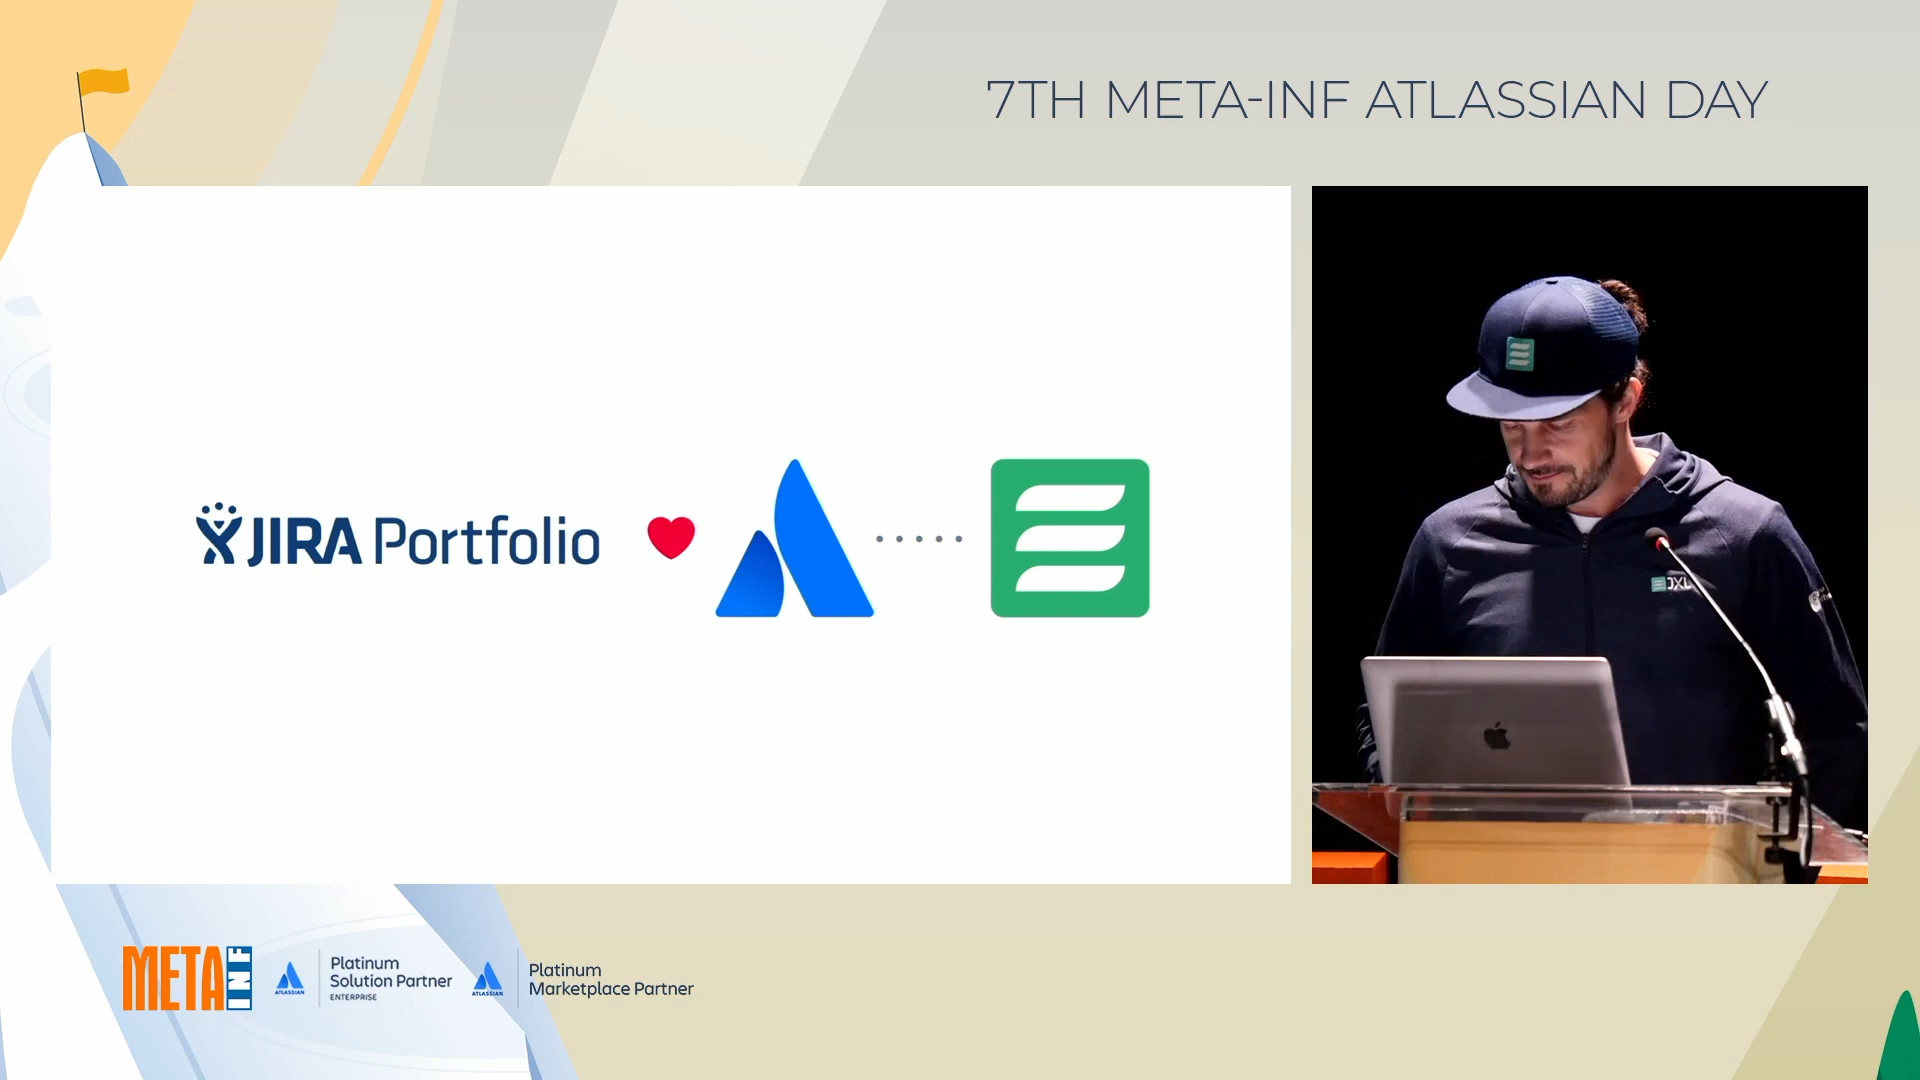 7TH META-INF ATLASSIAN DAY
JIRA Portfolio
JXL
META
INF
ATLASSIAN
Platinum
Solution Partner
ENTERPRISE
ATLASSIAN
Platinum
Marketplace Partner